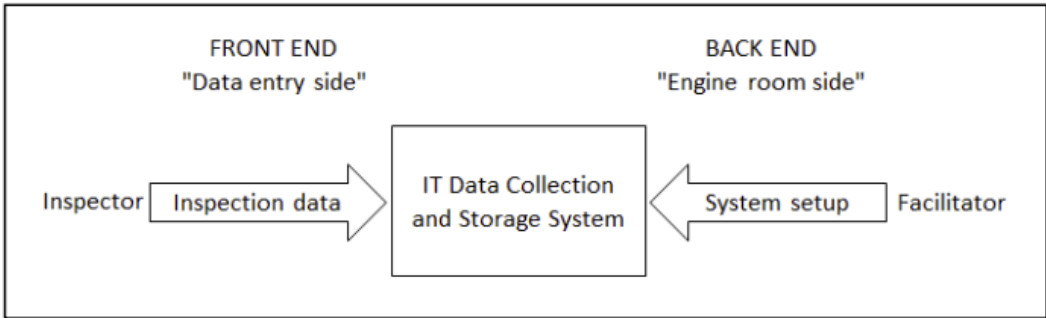 FRONT END
"Data entry side"
BACK END
"Engine room side"
Inspector
Inspection data
IT Data Collection
and Storage System
System setup
Facilitator